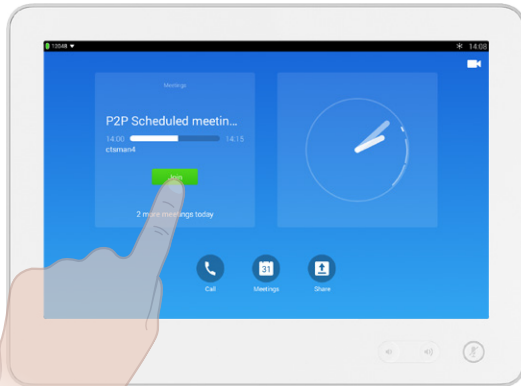 12048
14:08
Meetings
P2P Scheduled meetin...
14:00
14:15
ctsman4
Join
2 more meetings today
Call
31
Meetings
Share